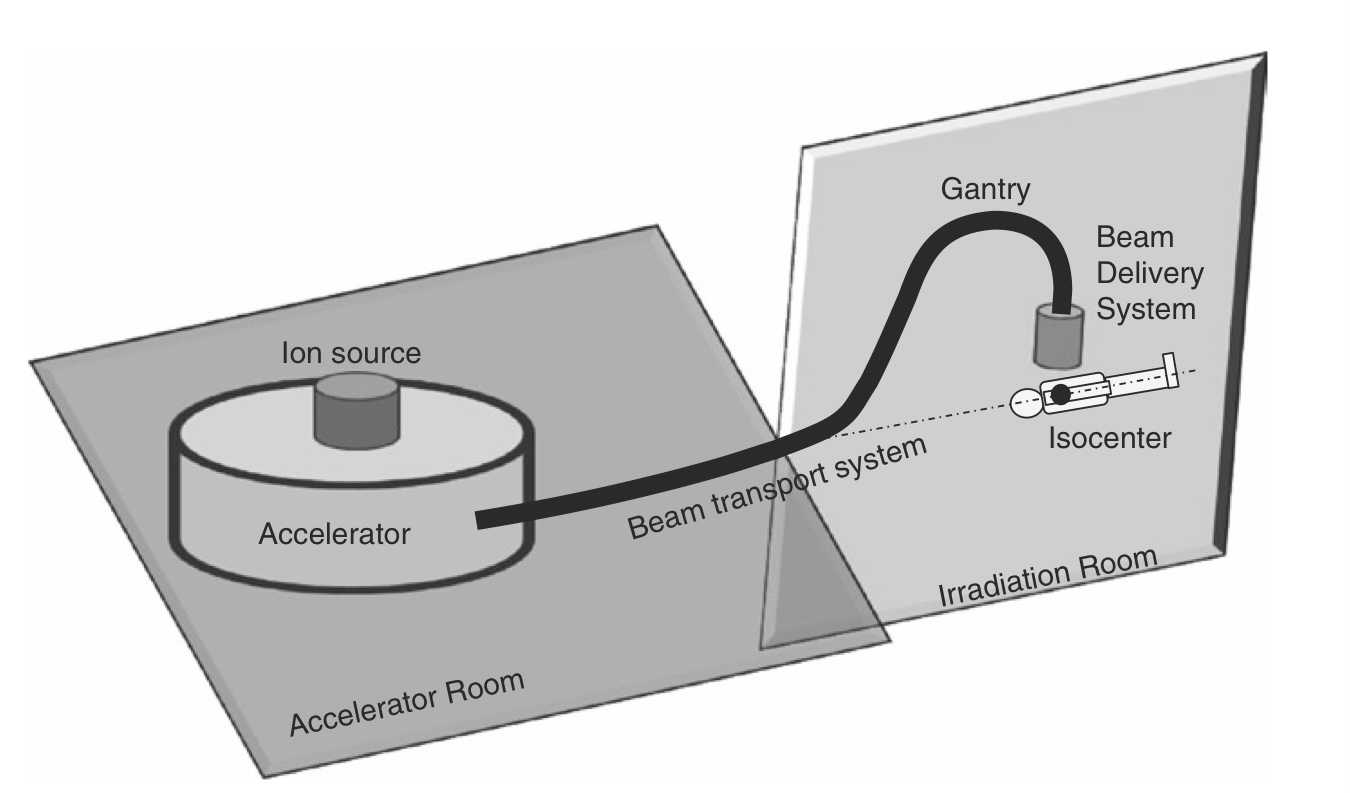 Gantry
Beam
Delivery
System
Ion source
Isocenter
Accelerator
Beam transport system
Irradiation Room
Accelerator Room